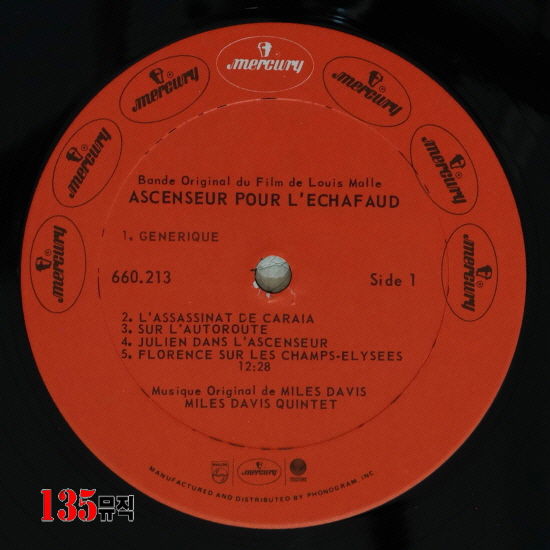 mercury
mercury
mercury
mercury
mercury
mercury
mercury
Bande Original du Film de Louis Malle
ASCENSEUR POUR L'ECHAFAUD
1. GENERIQUE
660.213 Side 1
2. L'ASSASSINAT DE CARAIA
3. SUR L'AUTOROUTE
4. JULIEN DANS L'ASCENSEUR
5. FLORENCE SUR LES CHAMPS-ELYSEES
12:28
Musique Original de MILES DAVIS
MILES DAVIS QUINTET
PHILIPS mercury
MANUFACTURED AND DISTRIBUTED BY PHONOGRAM, INC.
135뮤직